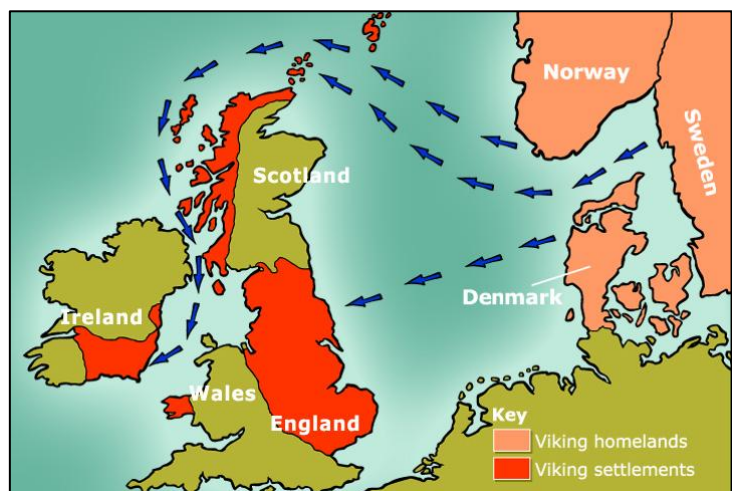 Norway
Sweden
Scotland
Denmark
Ireland
Wales
England
Key
Viking homelands
Viking settlements